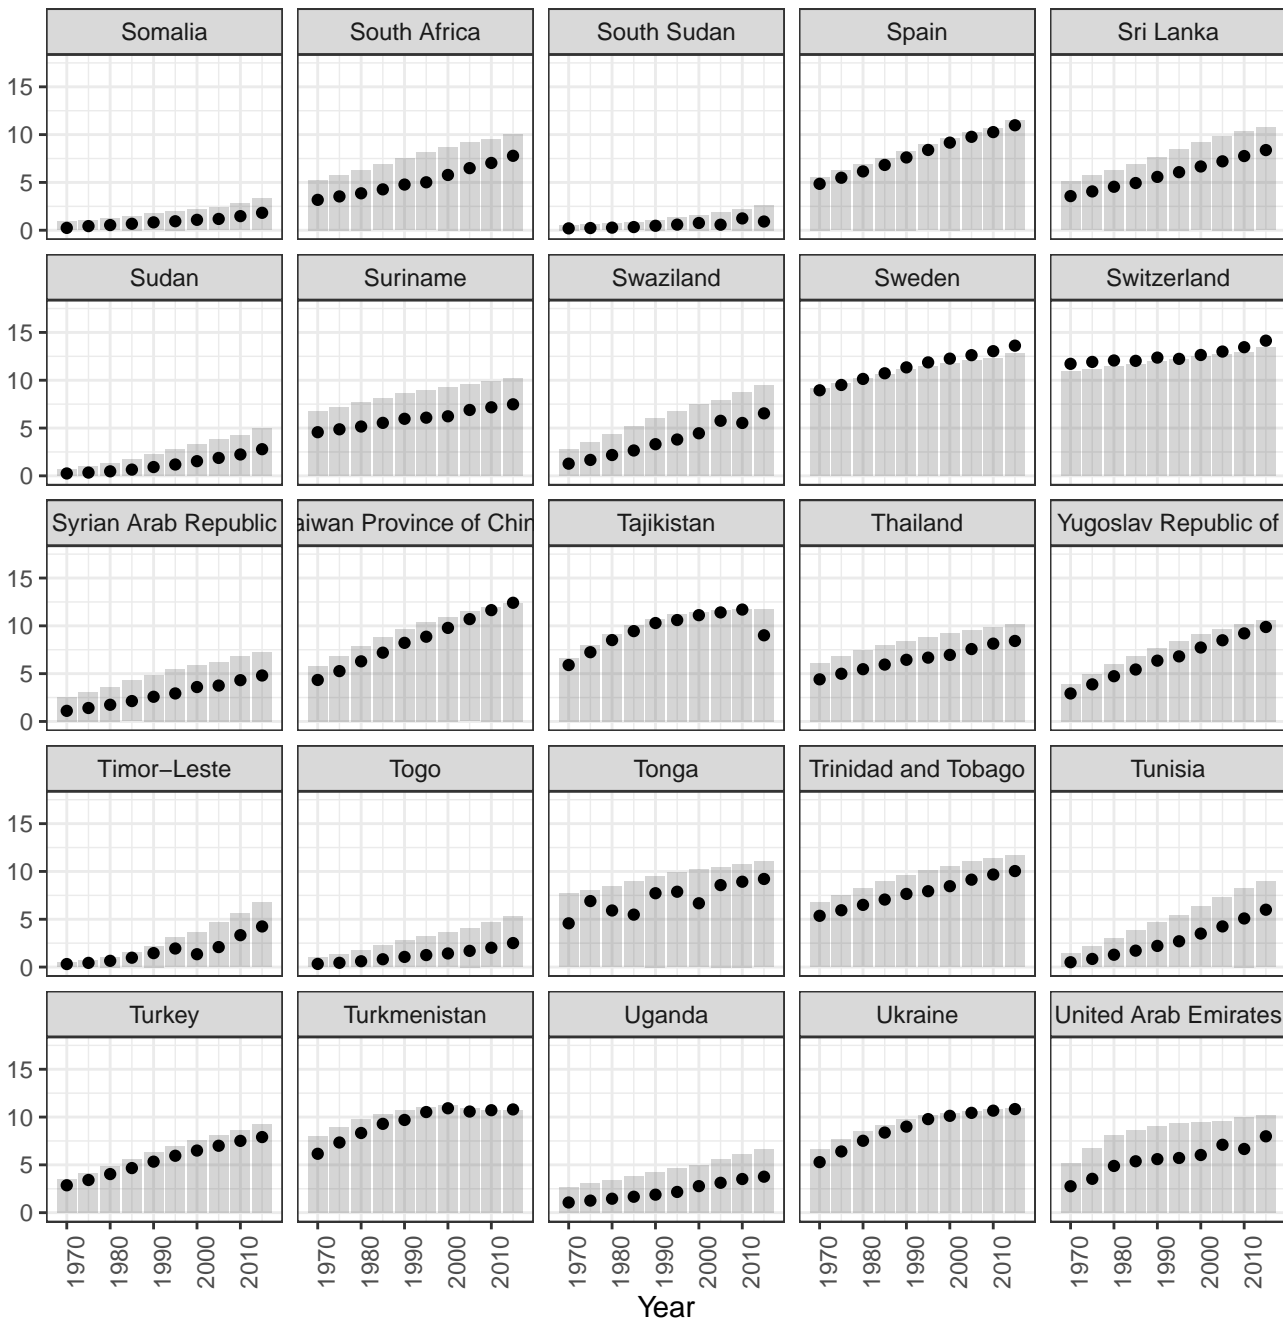 Somalia South Africa South Sudan Spain Sri Lanka
15
10
5
0
Sudan Suriname Swaziland Sweden Switzerland
15
10
5
0
Syrian Arab Republic aiwan Province of Chin Tajikistan Thailand Yugoslav Republic of
15
10
5
0
Timor−Leste Togo Tonga Trinidad and Tobago Tunisia
15
10
5
0
Turkey Turkmenistan Uganda Ukraine United Arab Emirates
15
10
5
0
1970 1980 1990 2000 2010 1970 1980 1990 2000 2010 1970 1980 1990 2000 2010 1970 1980 1990 2000 2010 1970 1980 1990 2000 2010
Year